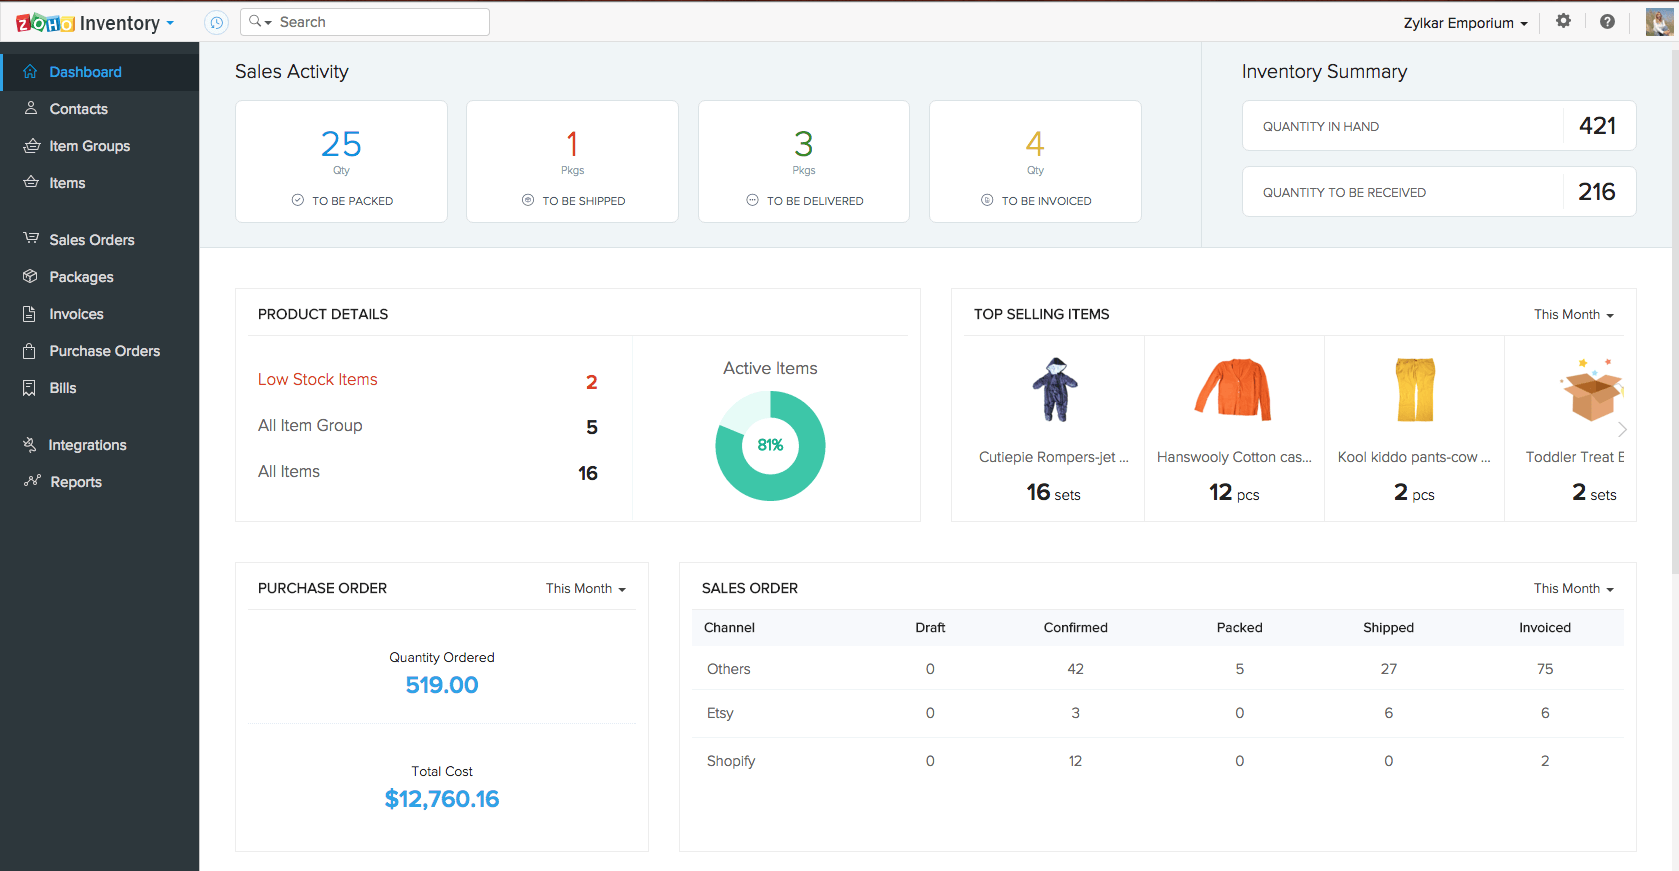 ZOHO Inventory
Search
Zylkar Emporium
Dashboard
Contacts
Item Groups
Items
Sales Orders
Packages
Invoices
Purchase Orders
Bills
Integrations
Reports
Sales Activity
25
Qty
TO BE PACKED
1
Pkgs
TO BE SHIPPED
3
Pkgs
TO BE DELIVERED
4
Qty
TO BE INVOICED
Inventory Summary
QUANTITY IN HAND 421
QUANTITY TO BE RECEIVED 216
PRODUCT DETAILS
Low Stock Items 2
All Item Group 5
All Items 16
Active Items
81%
TOP SELLING ITEMS This Month
Cutiepie Rompers-jet ...
16 sets
Hanswooly Cotton cas...
12 pcs
Kool kiddo pants-cow ...
2 pcs
Toddler Treat E
2 sets
PURCHASE ORDER This Month
Quantity Ordered
519.00
Total Cost
$12,760.16
SALES ORDER This Month
Channel Draft Confirmed Packed Shipped Invoiced
Others 0 42 5 27 75
Etsy 0 3 0 6 6
Shopify 0 12 0 0 2